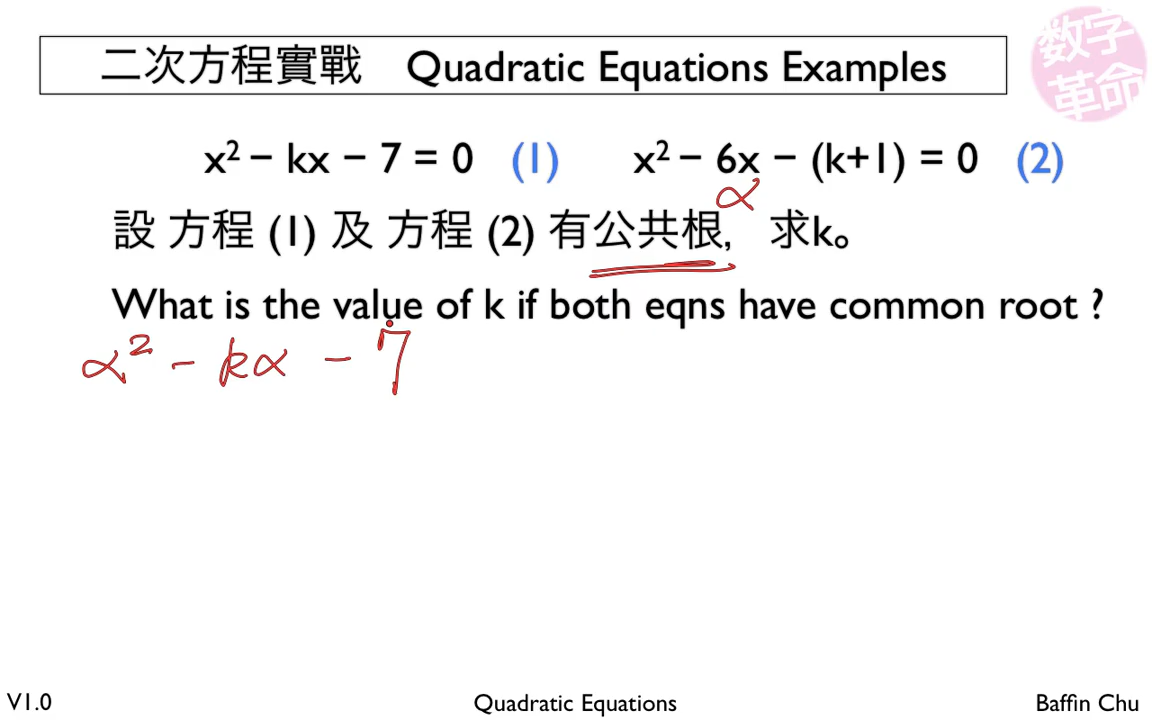 数字
革命
二次方程實戰 Quadratic Equations Examples
x² − kx − 7 = 0 (1) x² − 6x − (k+1) = 0 (2)
α
設 方程 (1) 及 方程 (2) 有公共根, 求k。
What is the value of k if both eqns have common root ?
α² − kα − 7
V1.0 Quadratic Equations Baffin Chu